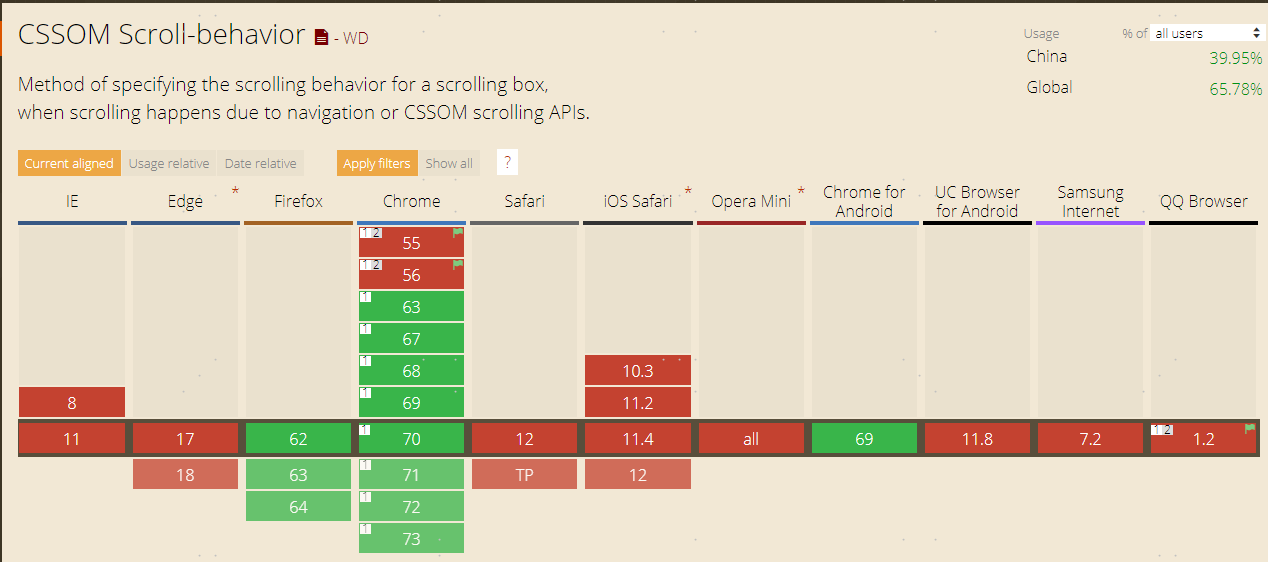 CSSOM Scroll-behavior - WD
Usage % of all users
China 39.95%
Global 65.78%
Method of specifying the scrolling behavior for a scrolling box,
when scrolling happens due to navigation or CSSOM scrolling APIs.
Current aligned Usage relative Date relative Apply filters Show all ?
IE Edge * Firefox Chrome Safari iOS Safari * Opera Mini * Chrome for Android UC Browser for Android Samsung Internet QQ Browser
1 2 55
1 2 56
1 63
1 67
1 68 10.3
8 1 69 11.2
11 17 62 1 70 12 11.4 all 69 11.8 7.2 1 2 1.2
18 63 1 71 TP 12
64 1 72
1 73